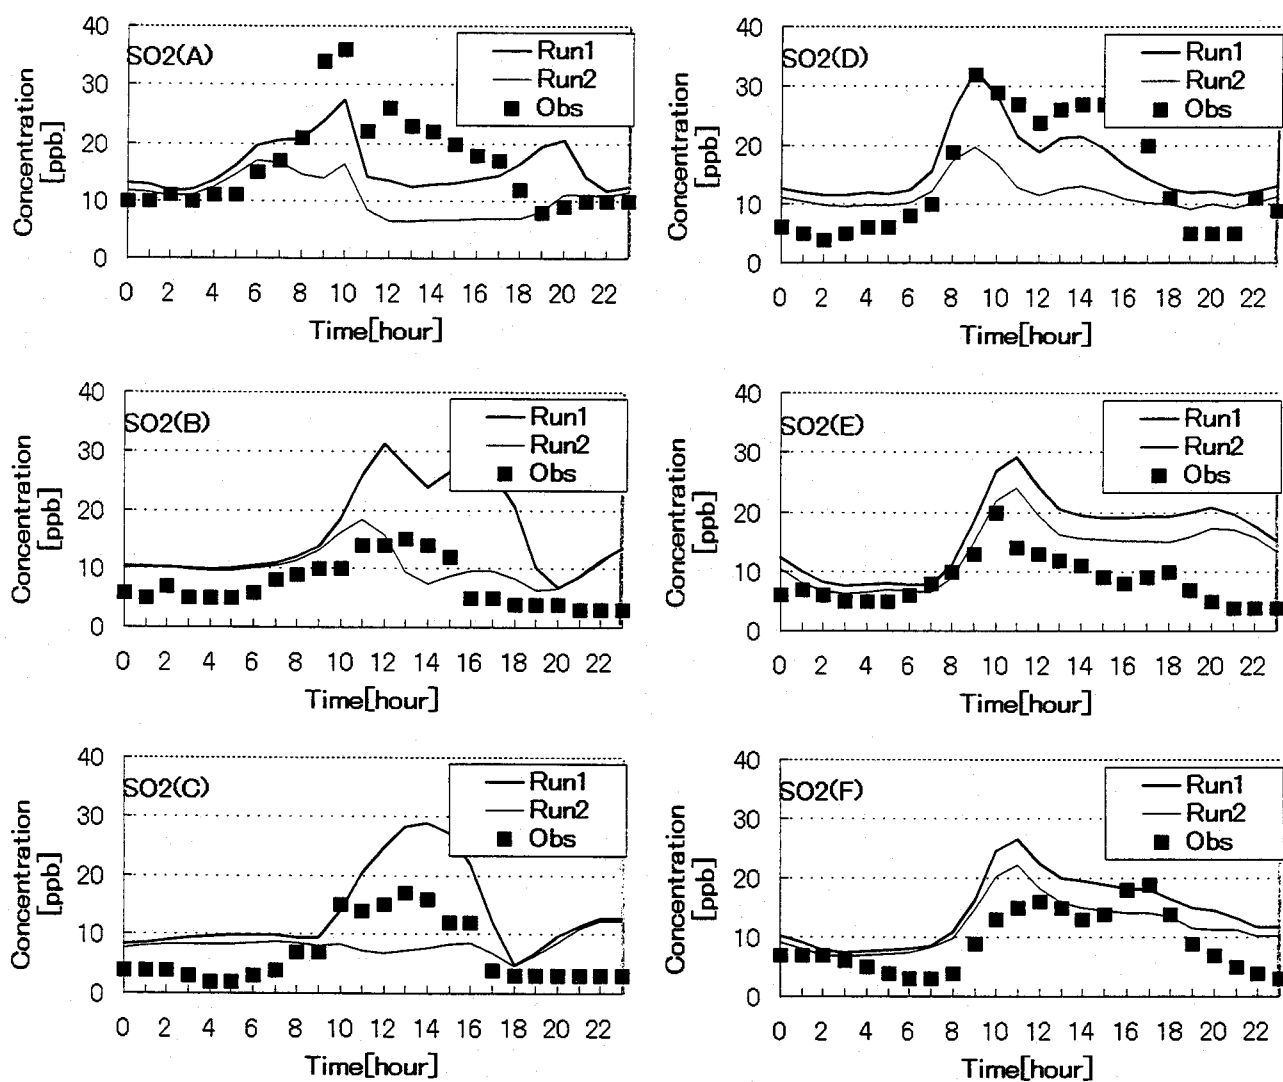 SO2(A)
Run1
Run2
Obs
Concentration
[ppb]
40
30
20
10
0
0 2 4 6 8 10 12 14 16 18 20 22
Time[hour]
SO2(D)
Run1
Run2
Obs
Concentration
[ppb]
40
30
20
10
0
0 2 4 6 8 10 12 14 16 18 20 22
Time[hour]
SO2(B)
Run1
Run2
Obs
Concentration
[ppb]
40
30
20
10
0
0 2 4 6 8 10 12 14 16 18 20 22
Time[hour]
SO2(E)
Run1
Run2
Obs
Concentration
[ppb]
40
30
20
10
0
0 2 4 6 8 10 12 14 16 18 20 22
Time[hour]
SO2(C)
Run1
Run2
Obs
Concentration
[ppb]
40
30
20
10
0
0 2 4 6 8 10 12 14 16 18 20 22
Time[hour]
SO2(F)
Run1
Run2
Obs
Concentration
[ppb]
40
30
20
10
0
0 2 4 6 8 10 12 14 16 18 20 22
Time[hour]